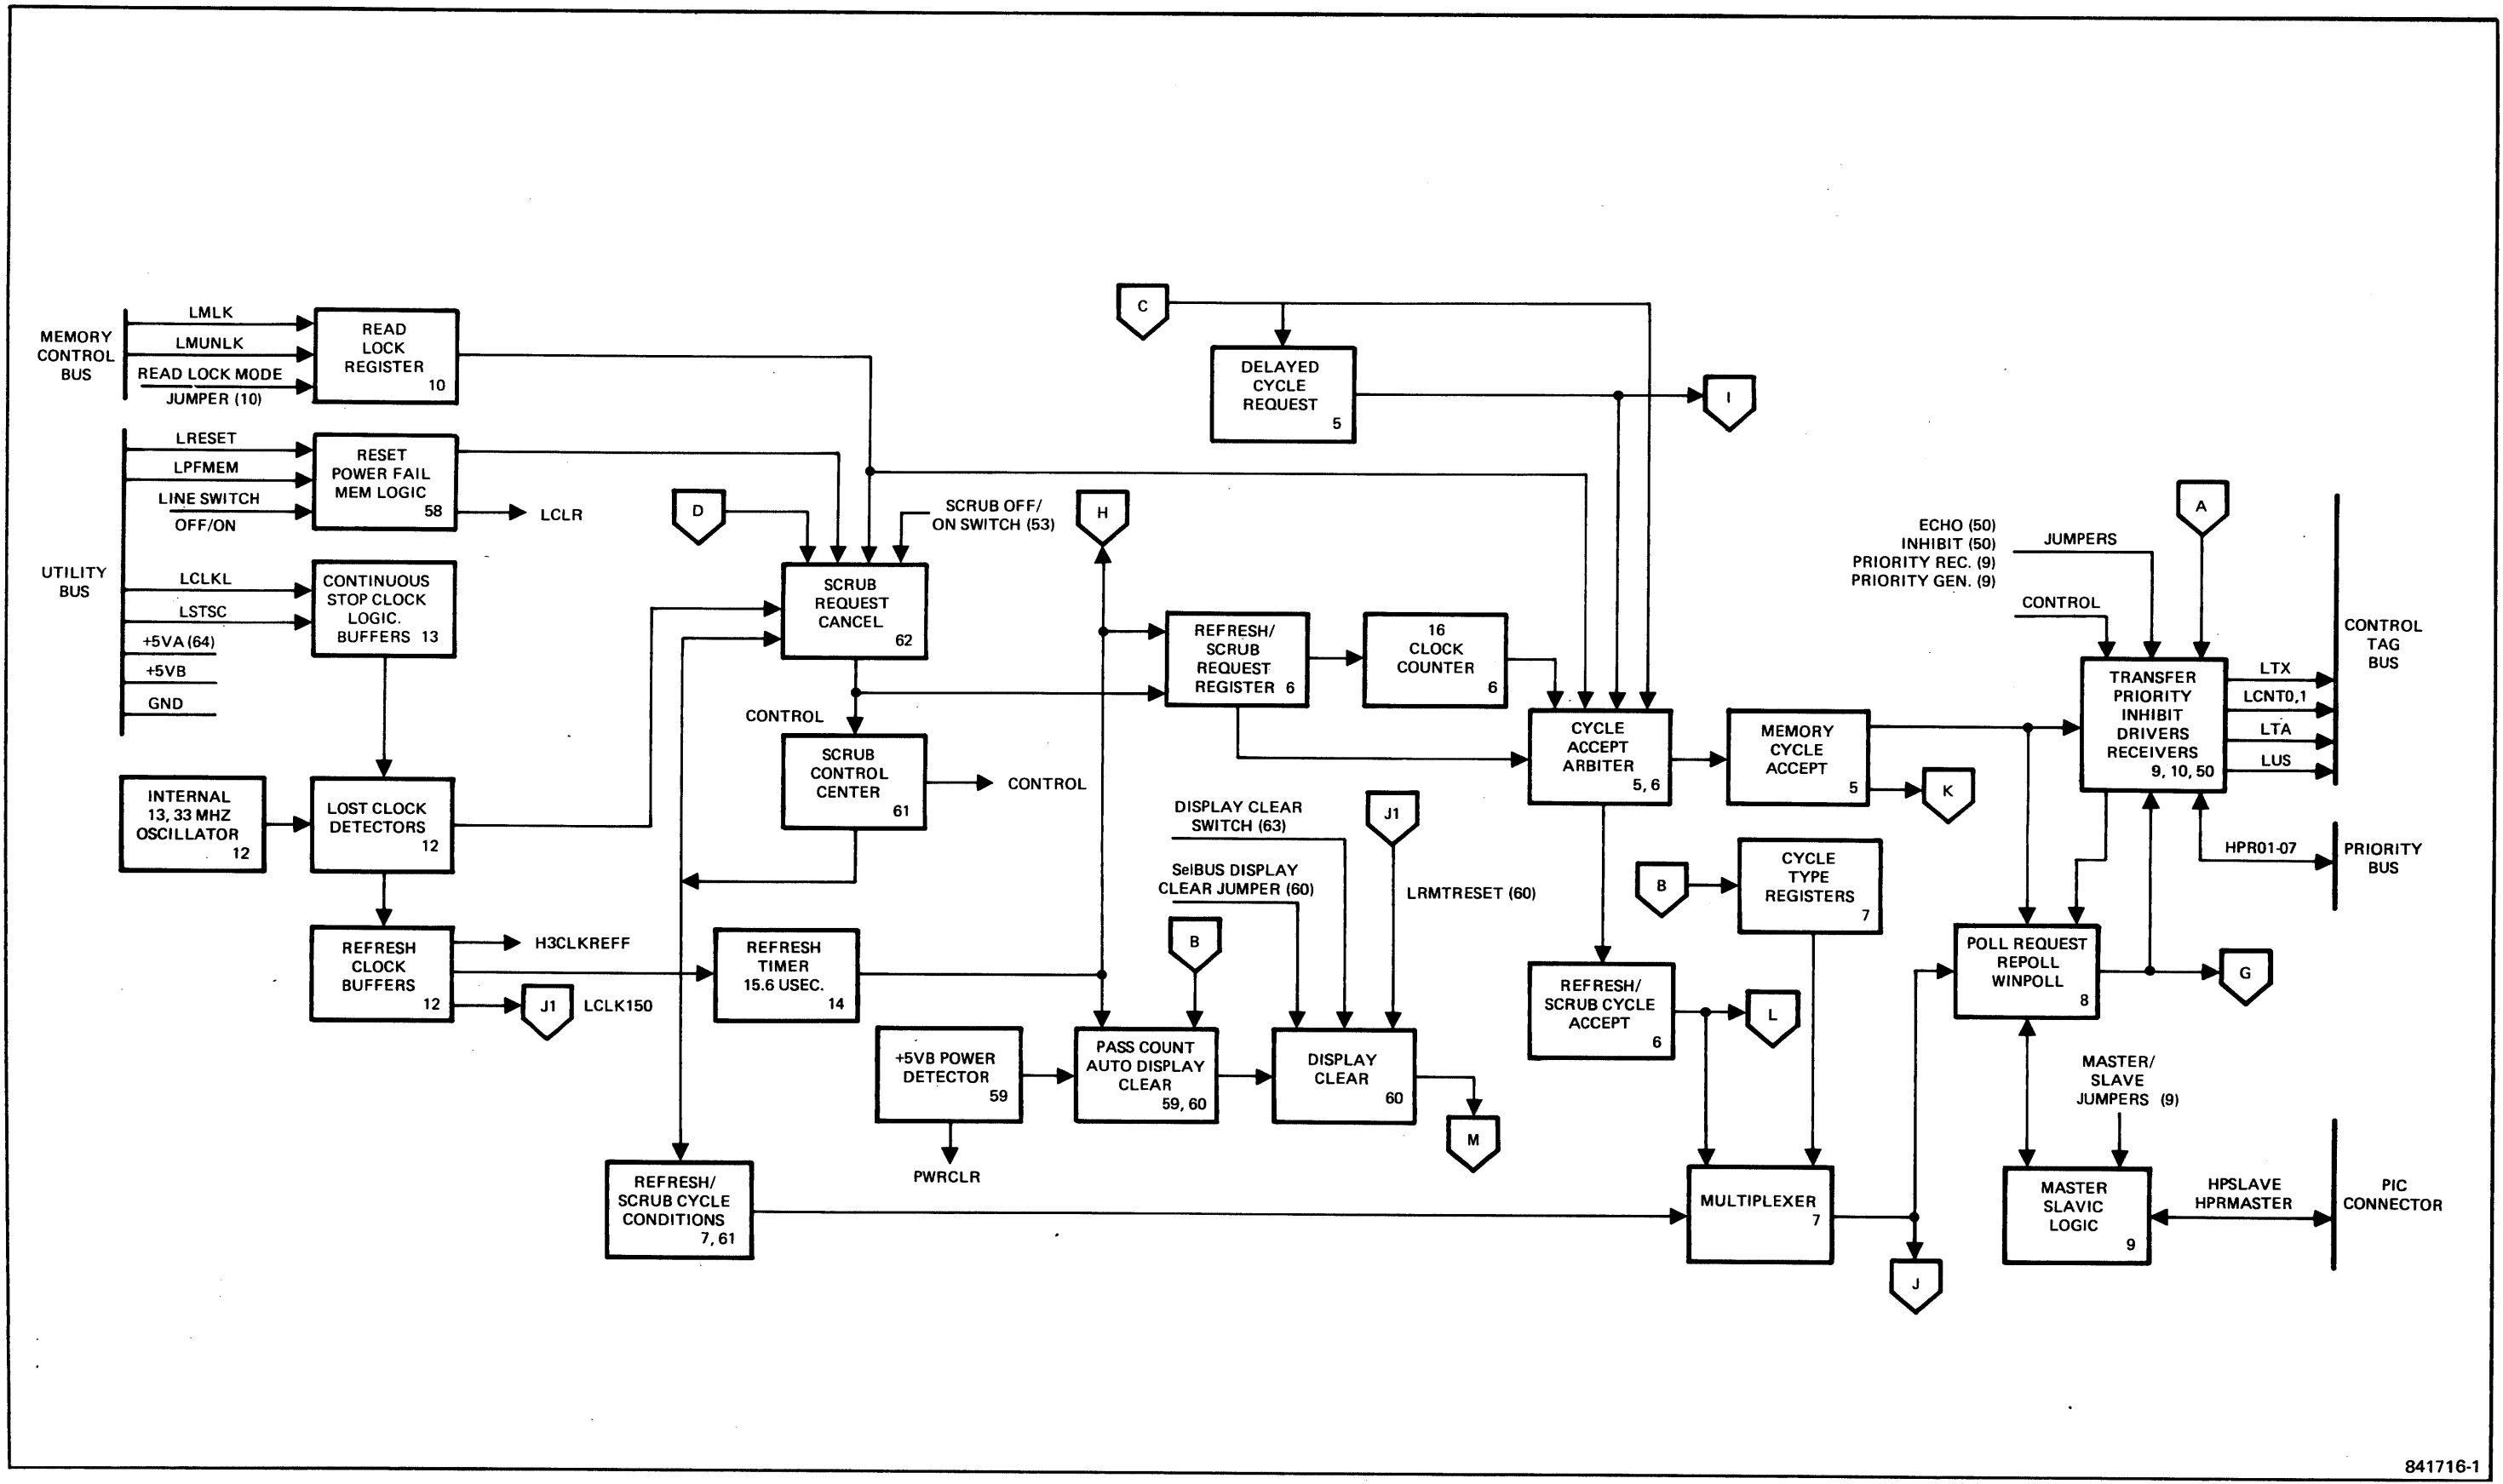 MEMORY
CONTROL
BUS
LMLK
LMUNLK
READ LOCK MODE
JUMPER (10)
READ
LOCK
REGISTER
10
UTILITY
BUS
LRESET
LPFMEM
LINE SWITCH
OFF/ON
RESET
POWER FAIL
MEM LOGIC
58
LCLR
LCLKL
LSTSC
+5VA (64)
+5VB
GND
CONTINUOUS
STOP CLOCK
LOGIC.
BUFFERS 13
INTERNAL
13, 33 MHZ
OSCILLATOR
12
LOST CLOCK
DETECTORS
12
REFRESH
CLOCK
BUFFERS
12
H3CLKREFF
J1
LCLK150
D
SCRUB OFF/
ON SWITCH (53)
SCRUB
REQUEST
CANCEL
62
CONTROL
SCRUB
CONTROL
CENTER
61
CONTROL
REFRESH
TIMER
15.6 USEC.
14
H
REFRESH/
SCRUB CYCLE
CONDITIONS
7, 61
+5VB POWER
DETECTOR
59
PWRCLR
B
PASS COUNT
AUTO DISPLAY
CLEAR
59, 60
DISPLAY CLEAR
SWITCH (63)
SelBUS DISPLAY
CLEAR JUMPER (60)
J1
LRMTRESET (60)
DISPLAY
CLEAR
60
M
C
DELAYED
CYCLE
REQUEST
5
I
REFRESH/
SCRUB
REQUEST
REGISTER 6
16
CLOCK
COUNTER
6
CYCLE
ACCEPT
ARBITER
5, 6
MEMORY
CYCLE
ACCEPT
5
K
B
CYCLE
TYPE
REGISTERS
7
REFRESH/
SCRUB CYCLE
ACCEPT
6
L
MULTIPLEXER
7
J
ECHO (50)
INHIBIT (50)
PRIORITY REC. (9)
PRIORITY GEN. (9)
JUMPERS
CONTROL
A
TRANSFER
PRIORITY
INHIBIT
DRIVERS
RECEIVERS
9, 10, 50
LTX
LCNT0,1
LTA
LUS
CONTROL
TAG
BUS
HPR01-07
PRIORITY
BUS
POLL REQUEST
REPOLL
WINPOLL
8
G
MASTER/
SLAVE
JUMPERS (9)
MASTER
SLAVIC
LOGIC
9
HPSLAVE
HPRMASTER
PIC
CONNECTOR
841716-1